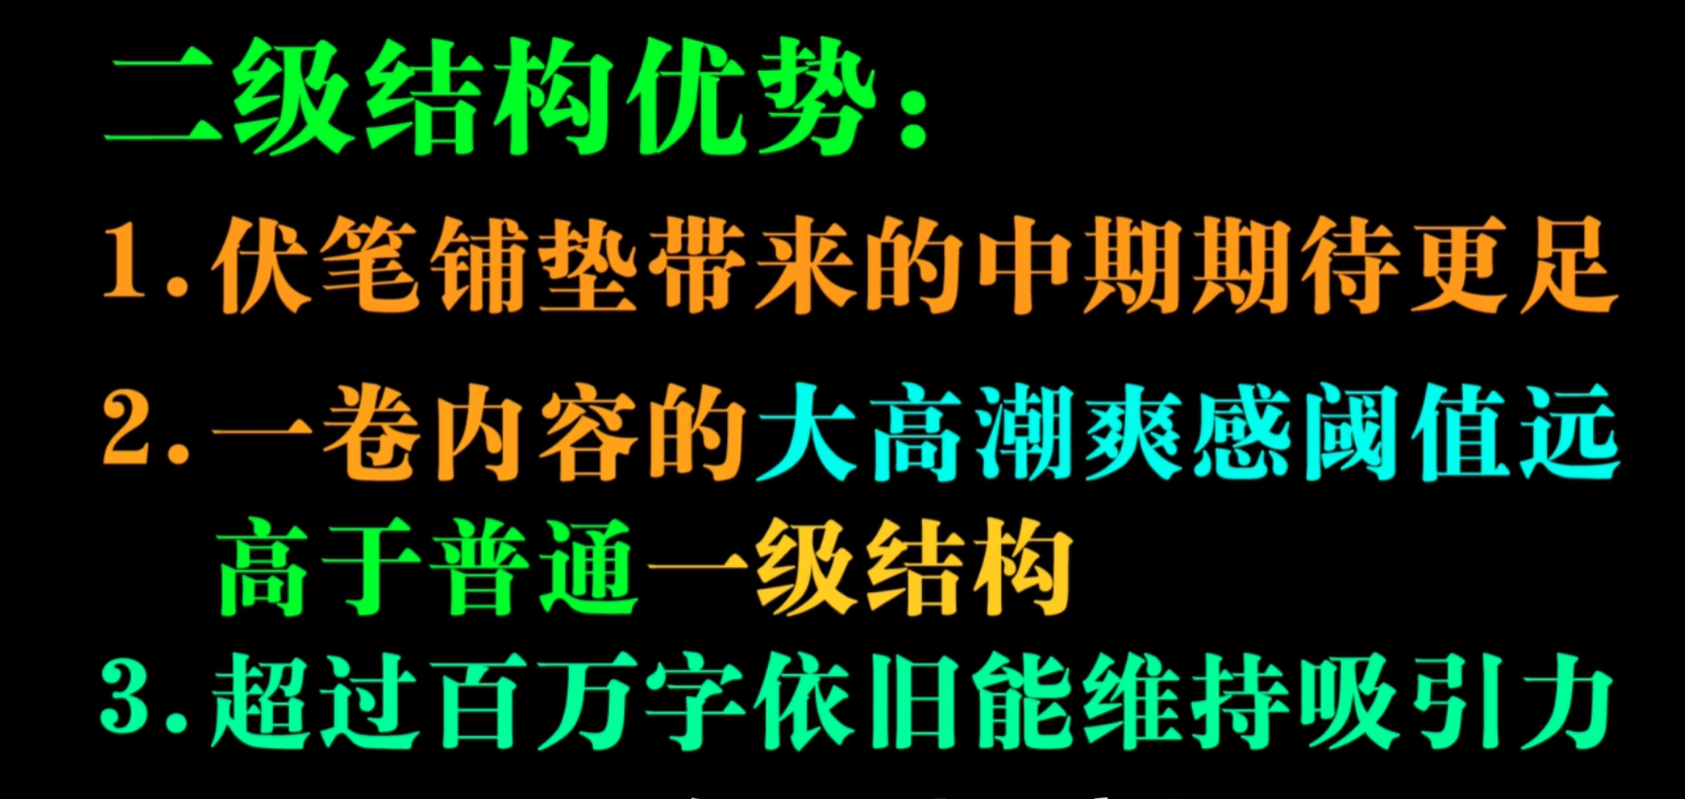 二级结构优势：
1.伏笔铺垫带来的中期期待更足
2.一卷内容的大高潮爽感阈值远
高于普通一级结构
3.超过百万字依旧能维持吸引力